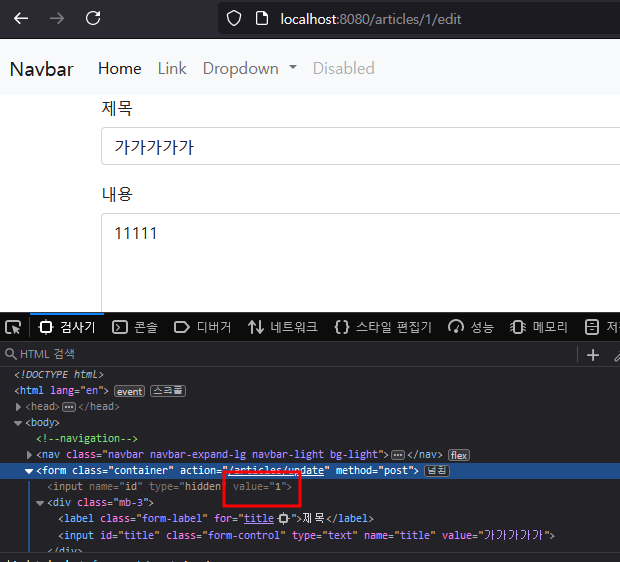 localhost:8080/articles/1/edit
Navbar Home Link Dropdown Disabled
제목
가가가가가
내용
11111
검사기 콘솔 디버거 네트워크 스타일 편집기 성능 메모리
HTML 검색
<!DOCTYPE html>
<html lang="en"> event 스크롤
<head> </head>
<body>
<!--navigation-->
<nav class="navbar navbar-expand-lg navbar-light bg-light"> </nav> flex
<form class="container" action="/articles/update" method="post"> 넘침
<input name="id" type="hidden" value="1">
<div class="mb-3">
<label class="form-label" for="title">제목</label>
<input id="title" class="form-control" type="text" name="title" value="가가가가가">
</div>